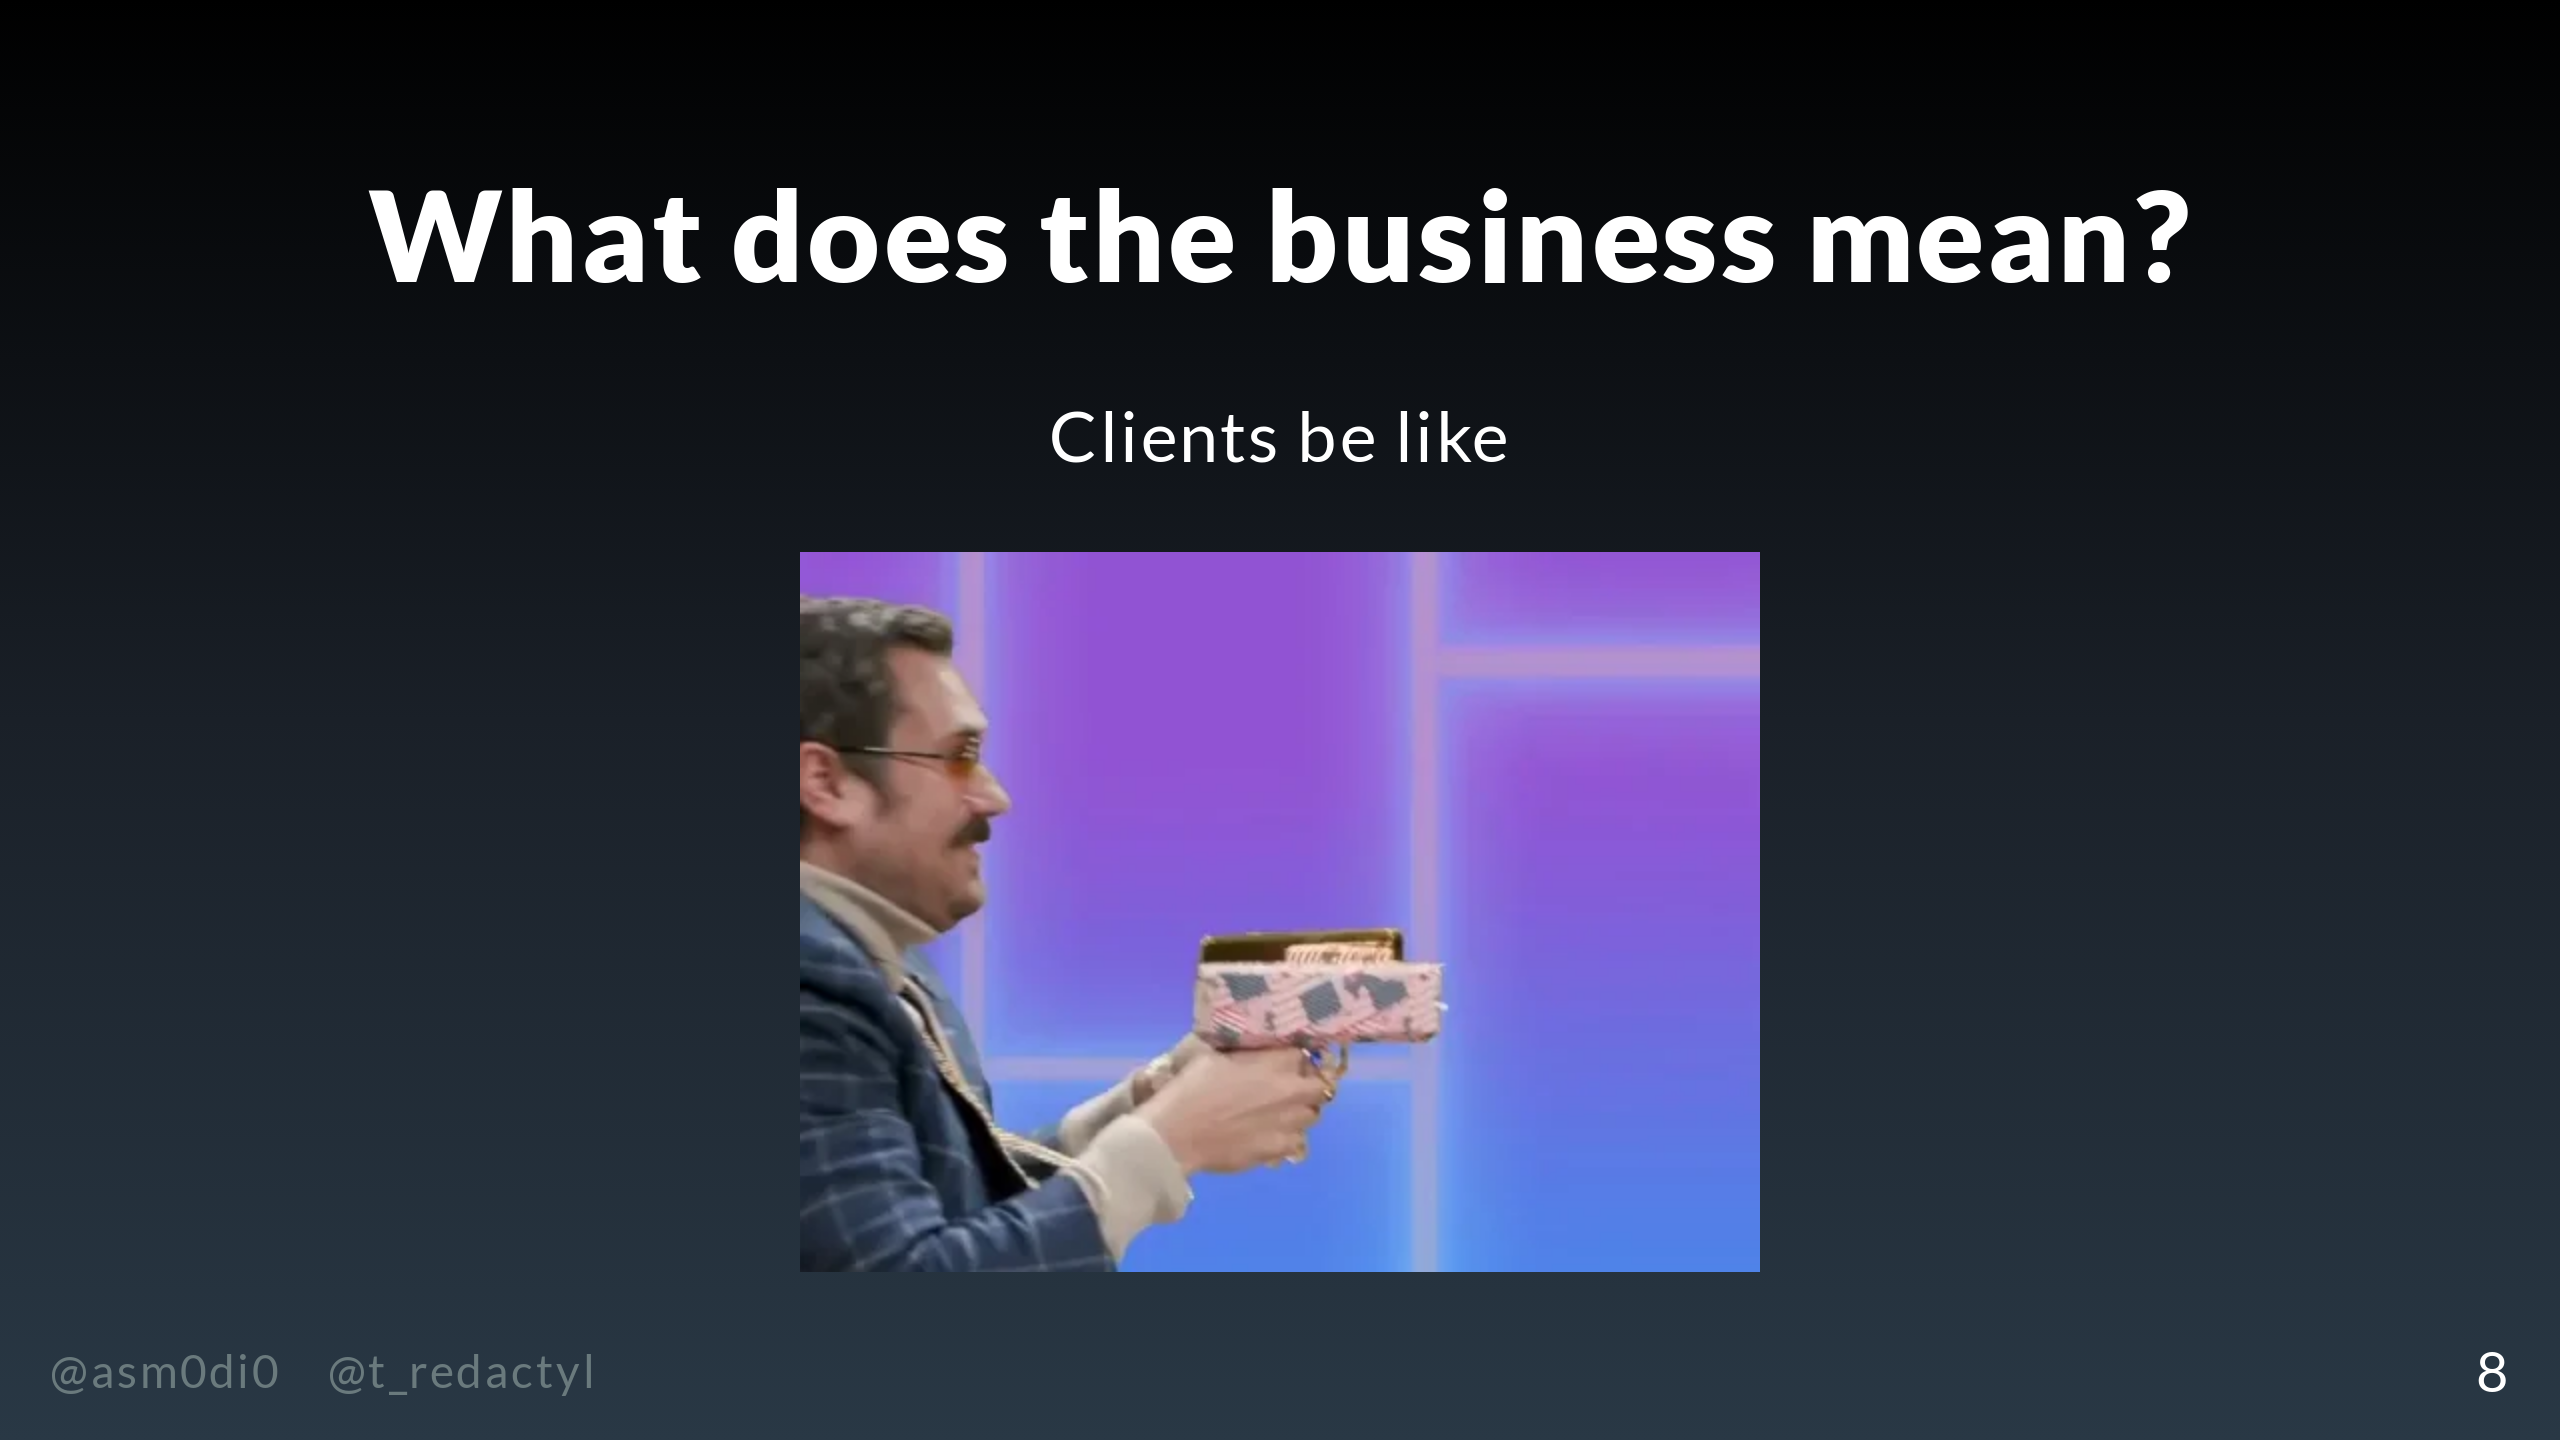 What does the business mean?
Clients be like
@asm0di0 @t_redactyl
8